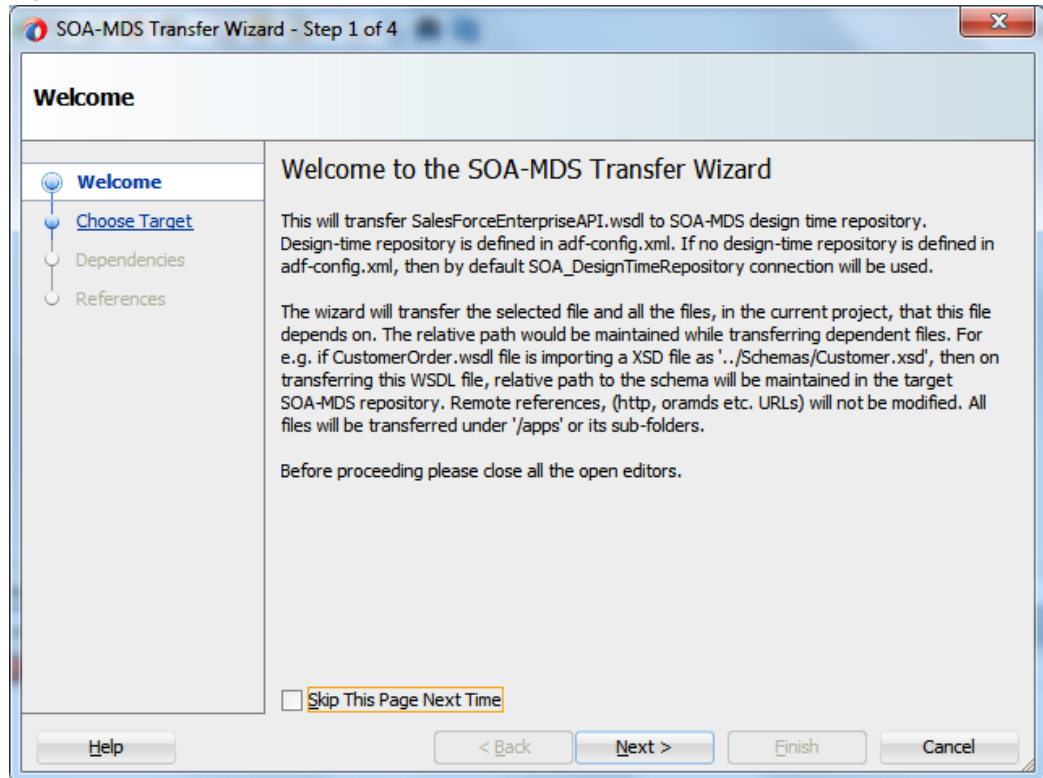 SOA-MDS Transfer Wizard - Step 1 of 4
Welcome
Welcome
Choose Target
Dependencies
References
Welcome to the SOA-MDS Transfer Wizard
This will transfer SalesForceEnterpriseAPI.wsdl to SOA-MDS design time repository.
Design-time repository is defined in adf-config.xml. If no design-time repository is defined in
adf-config.xml, then by default SOA_DesignTimeRepository connection will be used.
The wizard will transfer the selected file and all the files, in the current project, that this file
depends on. The relative path would be maintained while transferring dependent files. For
e.g. if CustomerOrder.wsdl file is importing a XSD file as '../Schemas/Customer.xsd', then on
transferring this WSDL file, relative path to the schema will be maintained in the target
SOA-MDS repository. Remote references, (http, oramds etc. URLs) will not be modified. All
files will be transferred under '/apps' or its sub-folders.
Before proceeding please close all the open editors.
Skip This Page Next Time
Help
< Back
Next >
Finish
Cancel